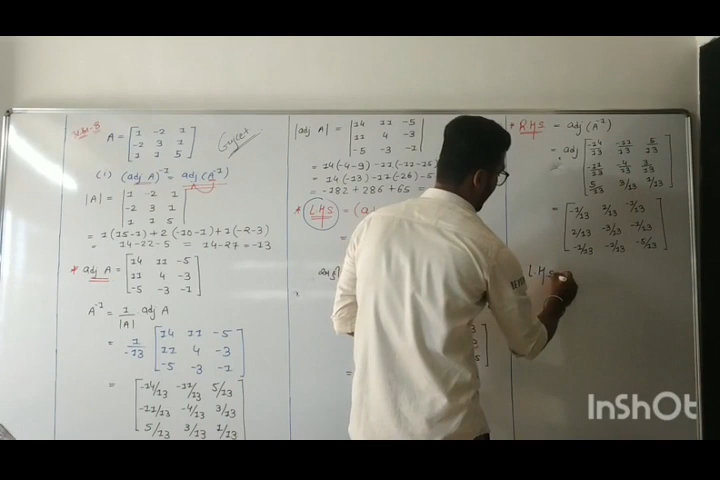 A = [1 -2 1
-2 3 1
1 1 5]
(i) (adj A)⁻¹ = adj (A⁻¹)
|A| = |1 -2 1
-2 3 1
1 1 5|
= 1(15-1) + 2(-10-1) + 1(-2-3)
= 14-22-5 = 14-27 = -13
* adj A = [14 11 -5
11 4 -3
-5 -3 -1]
A⁻¹ = 1/|A| adj A
= 1/-13 [14 11 -5
11 4 -3
-5 -3 -1]
= [-14/13 -11/13 5/13
-11/13 -4/13 3/13
5/13 3/13 1/13]
|adj A| = |14 11 -5
11 4 -3
-5 -3 -1|
= 14(-4-9) -11(-11-15)
= 14(-13) -11(-26) -5
= -182 + 286 + 65 =
* L.H.S = (a
=
=
* R.H.S = adj (A⁻¹)
= adj [-14/13 -11/13 5/13
-11/13 -4/13 3/13
5/13 3/13 1/13]
= [-1/13 2/13 -1/13
2/13 -3/13 -1/13
-1/13 -1/13 -5/13]
L.H.S
InShOt